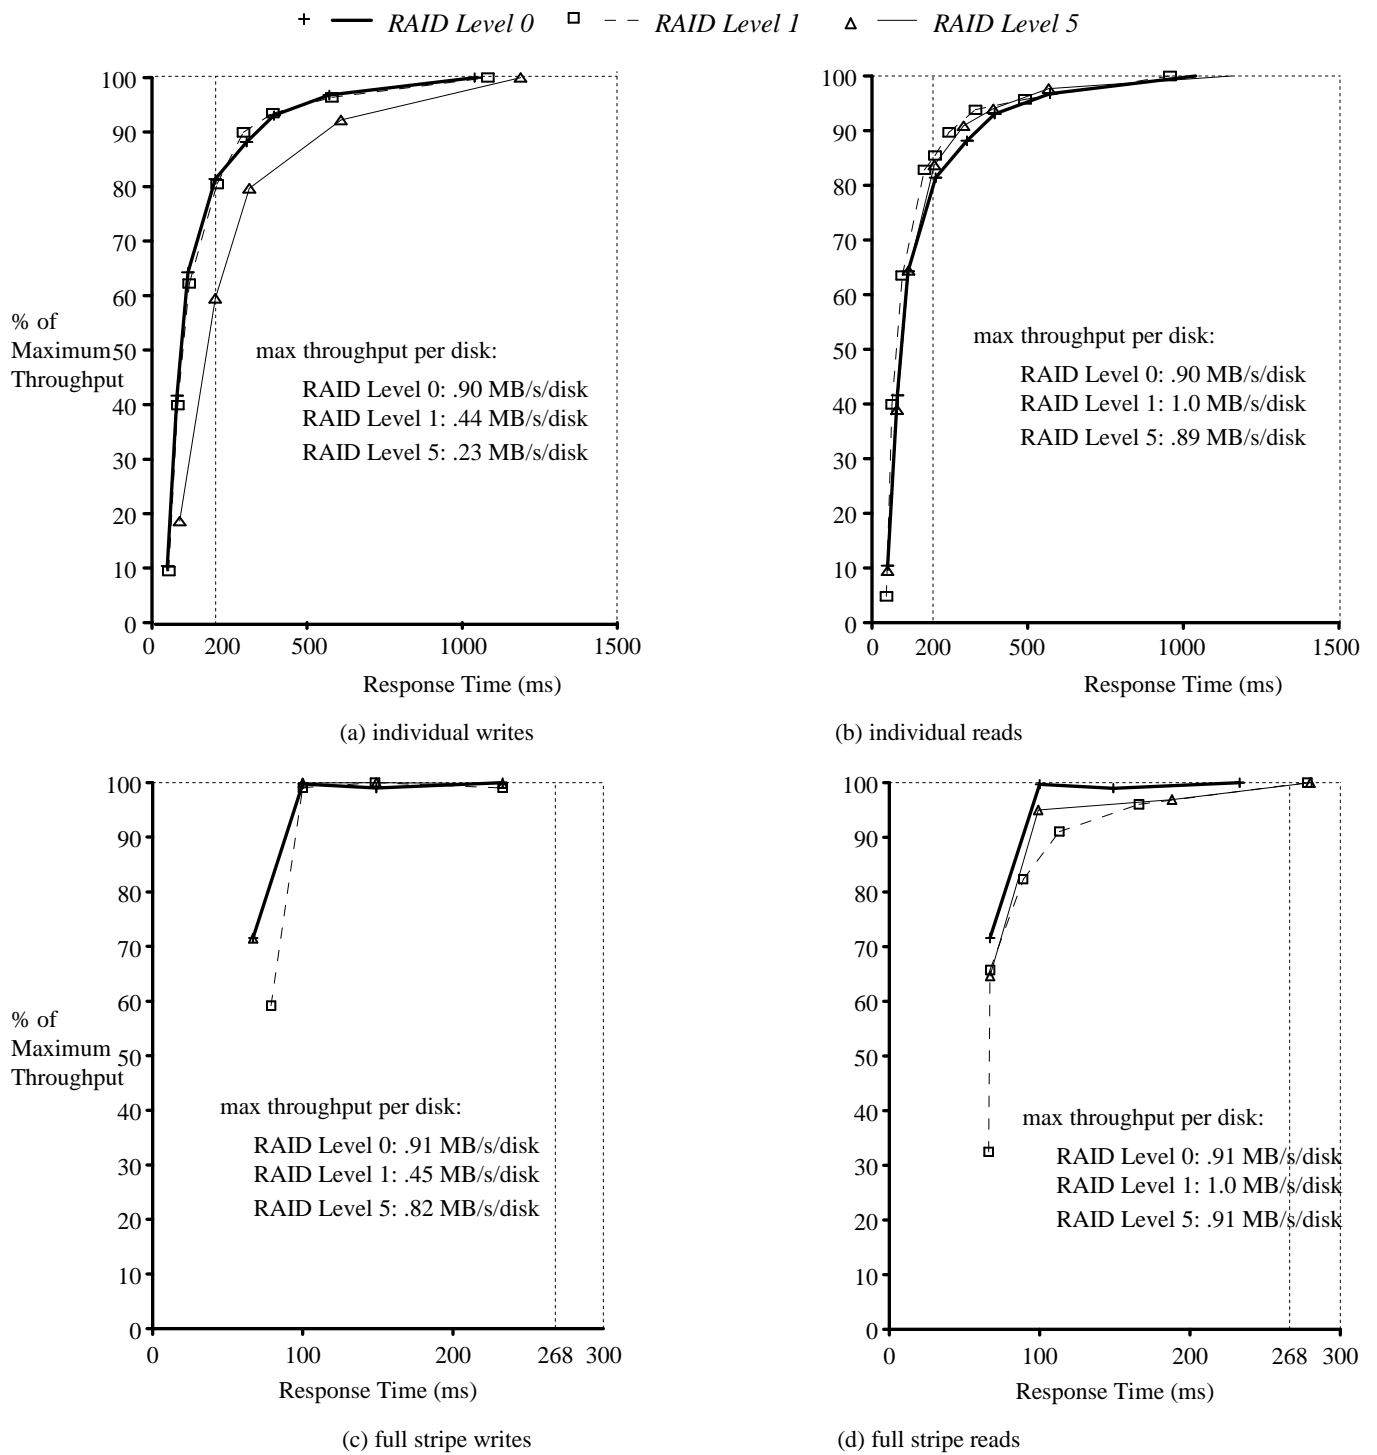 RAID Level 0 RAID Level 1 RAID Level 5
100
90
80
70
60
50
40
30
20
10
0
% of
Maximum
Throughput
max throughput per disk:
RAID Level 0: .90 MB/s/disk
RAID Level 1: .44 MB/s/disk
RAID Level 5: .23 MB/s/disk
0 200 500 1000 1500
Response Time (ms)
(a) individual writes
100
90
80
70
60
50
40
30
20
10
0
max throughput per disk:
RAID Level 0: .90 MB/s/disk
RAID Level 1: 1.0 MB/s/disk
RAID Level 5: .89 MB/s/disk
0 200 500 1000 1500
Response Time (ms)
(b) individual reads
100
90
80
70
60
50
40
30
20
10
0
% of
Maximum
Throughput
max throughput per disk:
RAID Level 0: .91 MB/s/disk
RAID Level 1: .45 MB/s/disk
RAID Level 5: .82 MB/s/disk
0 100 200 268 300
Response Time (ms)
(c) full stripe writes
100
90
80
70
60
50
40
30
20
10
0
max throughput per disk:
RAID Level 0: .91 MB/s/disk
RAID Level 1: 1.0 MB/s/disk
RAID Level 5: .91 MB/s/disk
0 100 200 268 300
Response Time (ms)
(d) full stripe reads